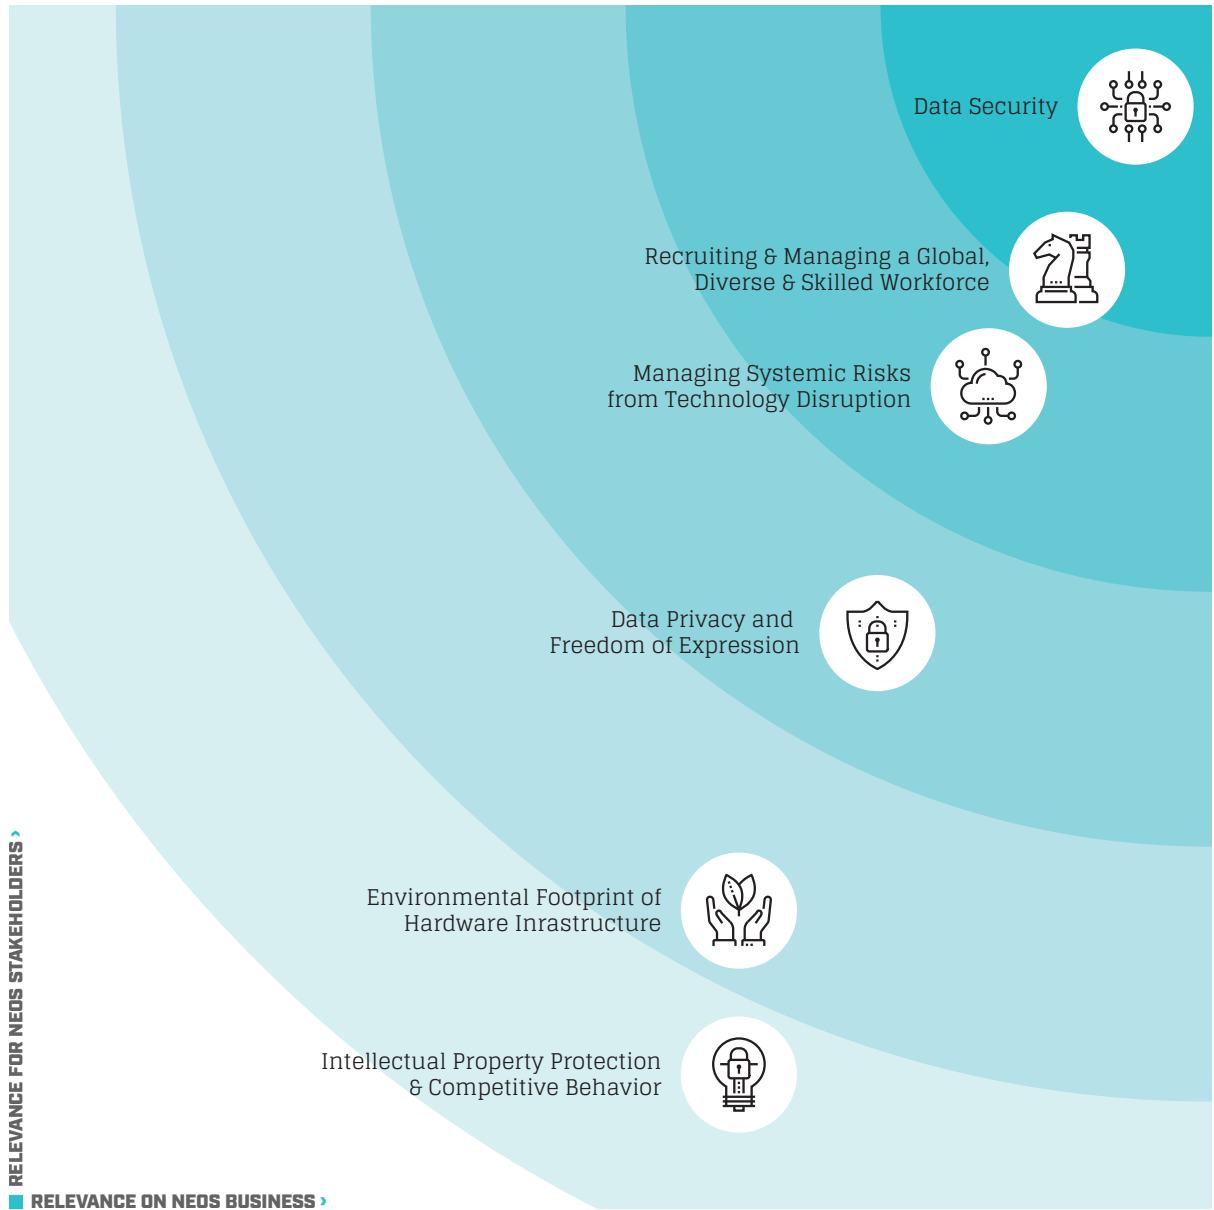 Data Security
Recruiting & Managing a Global,
Diverse & Skilled Workforce
Managing Systemic Risks
from Technology Disruption
Data Privacy and
Freedom of Expression
Environmental Footprint of
Hardware Inrastructure
Intellectual Property Protection
& Competitive Behavior
RELEVANCE FOR NEOS STAKEHOLDERS ›
RELEVANCE ON NEOS BUSINESS ›